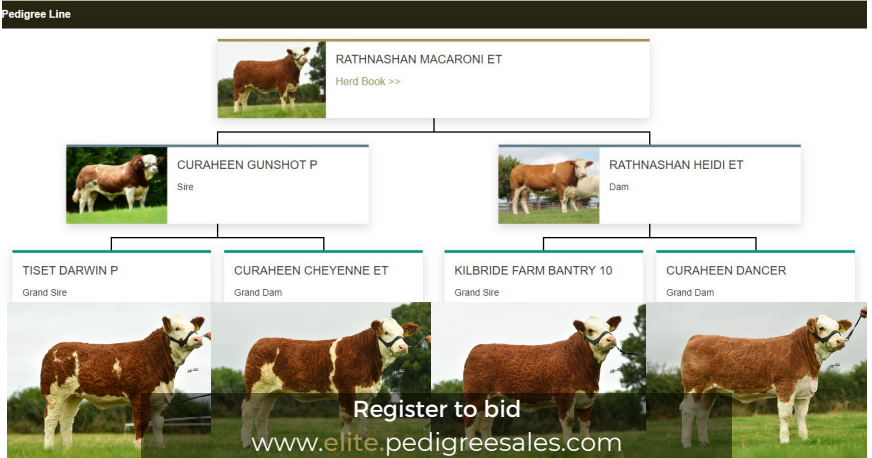 Pedigree Line
RATHNASHAN MACARONI ET
Herd Book >>
CURAHEEN GUNSHOT P
Sire
RATHNASHAN HEIDI ET
Dam
TISET DARWIN P
Grand Sire
CURAHEEN CHEYENNE ET
Grand Dam
KILBRIDE FARM BANTRY 10
Grand Sire
CURAHEEN DANCER
Grand Dam
Register to bid
www.elite.pedigreesales.com